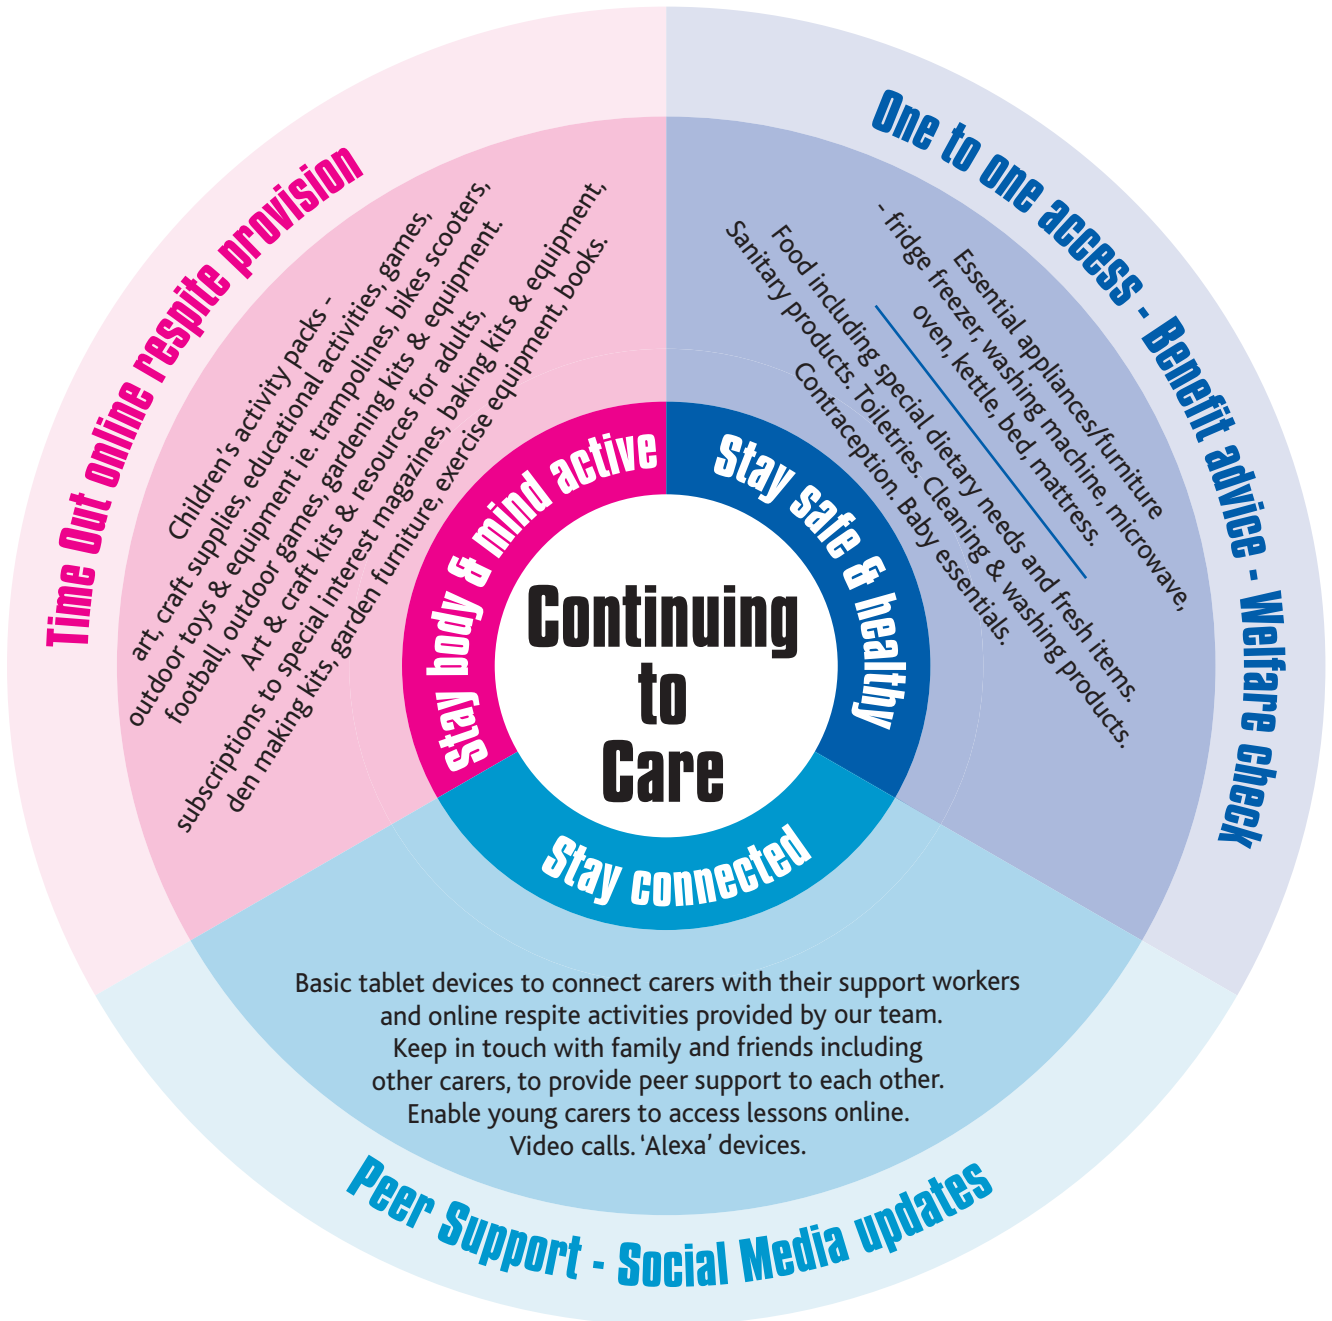 Continuing
to
Care
Stay body & mind active
Stay safe & healthy
Stay connected
Time Out online respite provision
Children's activity packs -
art, craft supplies, educational activities, games,
outdoor toys & equipment ie. trampolines, bikes scooters,
football, outdoor games, gardening kits & equipment.
Art & craft kits & resources for adults,
subscriptions to special interest magazines, baking kits & equipment,
den making kits, garden furniture, exercise equipment, books.
One to one access - Benefit advice - Welfare check
Essential appliances/furniture
- fridge freezer, washing machine, microwave,
oven, kettle, bed, mattress.
Food including special dietary needs and fresh items.
Sanitary products. Toiletries. Cleaning & washing products.
Contraception. Baby essentials.
Basic tablet devices to connect carers with their support workers
and online respite activities provided by our team.
Keep in touch with family and friends including
other carers, to provide peer support to each other.
Enable young carers to access lessons online.
Video calls. ‘Alexa’ devices.
Peer Support - Social Media updates